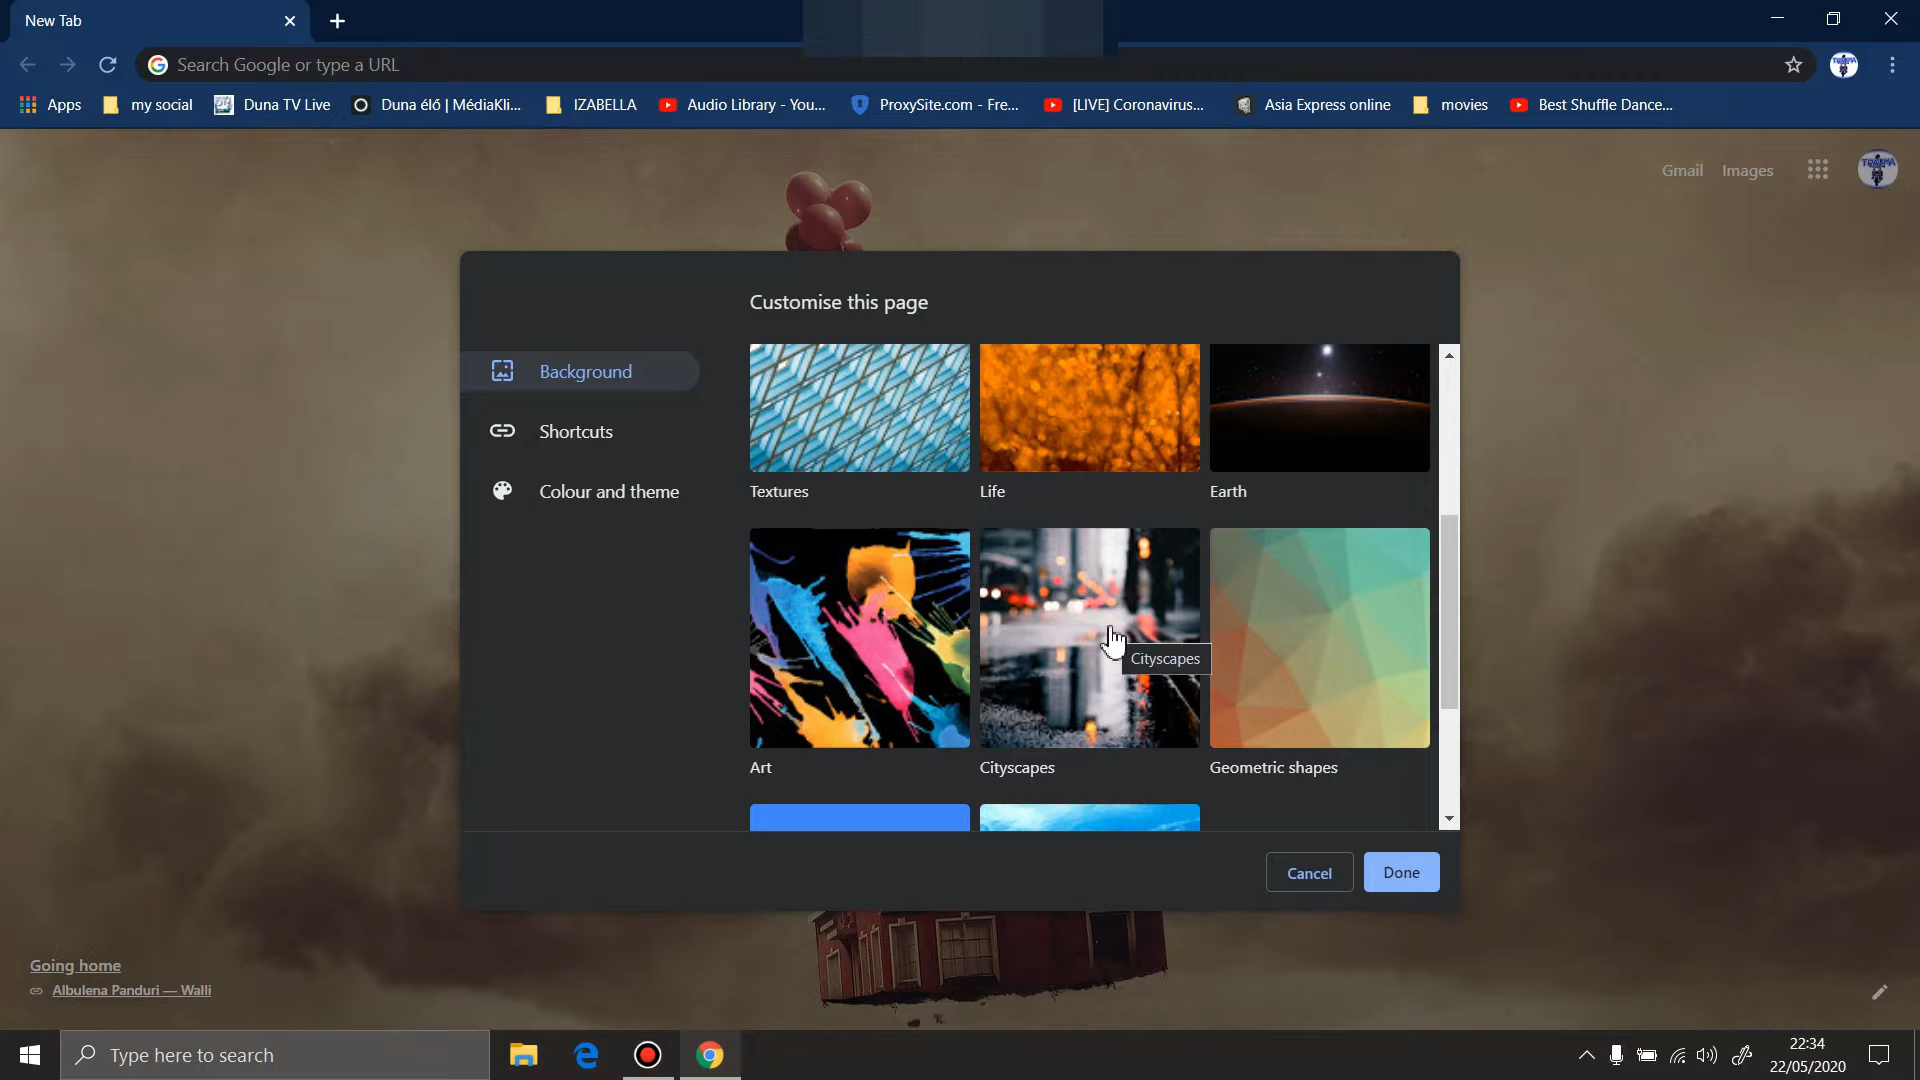 New Tab
Search Google or type a URL
Apps
my social
Duna TV Live
Duna élő | MédiaKli...
IZABELLA
Audio Library - You...
ProxySite.com - Fre...
[LIVE] Coronavirus...
Asia Express online
movies
Best Shuffle Dance...
Gmail
Images
Customise this page
Background
Shortcuts
Colour and theme
Textures
Life
Earth
Cityscapes
Art
Cityscapes
Geometric shapes
Cancel
Done
Going home
Albulena Panduri — Walli
Type here to search
22:34
22/05/2020